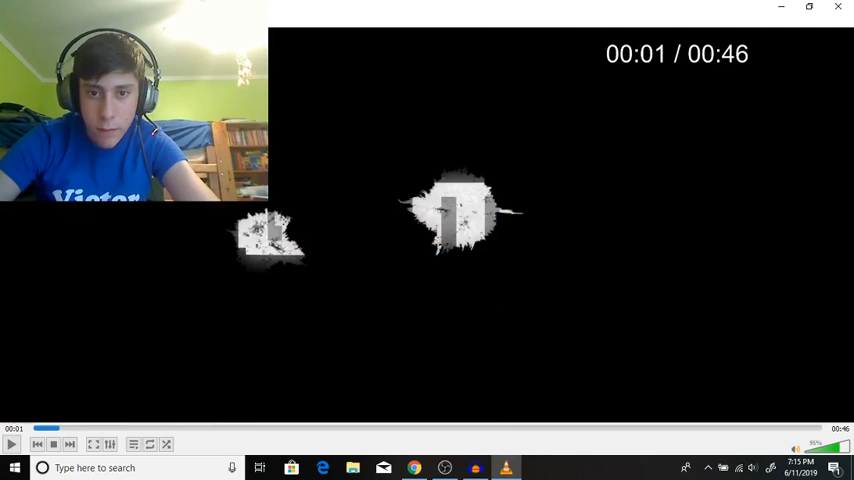 00:01 / 00:46
Victor
00:01
00:46
95%
Type here to search
7:15 PM
6/11/2019
1